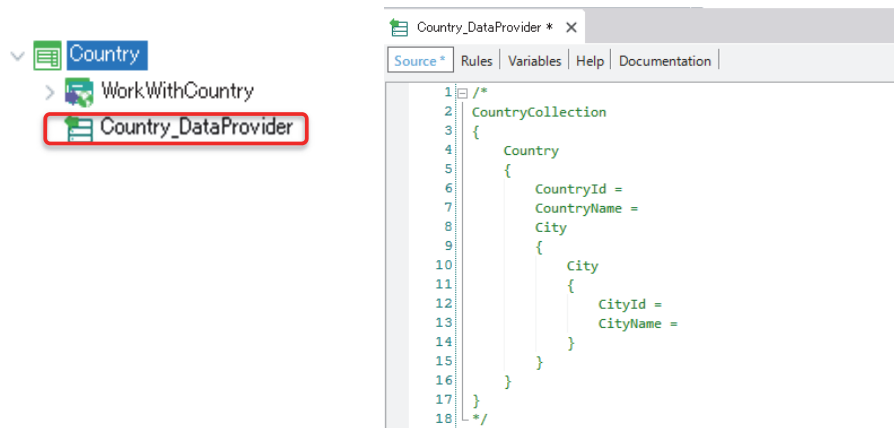 Country
WorkWithCountry
Country_DataProvider
Country_DataProvider *
Source * Rules Variables Help Documentation
1 /*
2 CountryCollection
3 {
4 Country
5 {
6 CountryId =
7 CountryName =
8 City
9 {
10 City
11 {
12 CityId =
13 CityName =
14 }
15 }
16 }
17 }
18 */